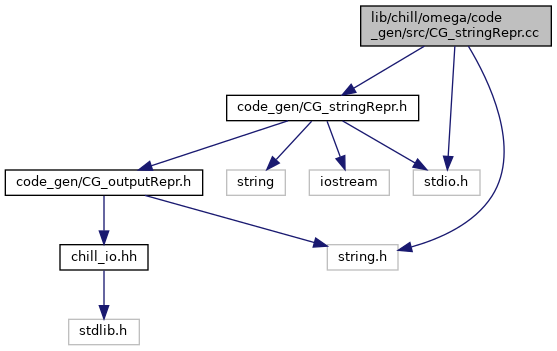 lib/chill/omega/code
_gen/src/CG_stringRepr.cc
code_gen/CG_stringRepr.h
code_gen/CG_outputRepr.h
string
iostream
stdio.h
chill_io.hh
string.h
stdlib.h